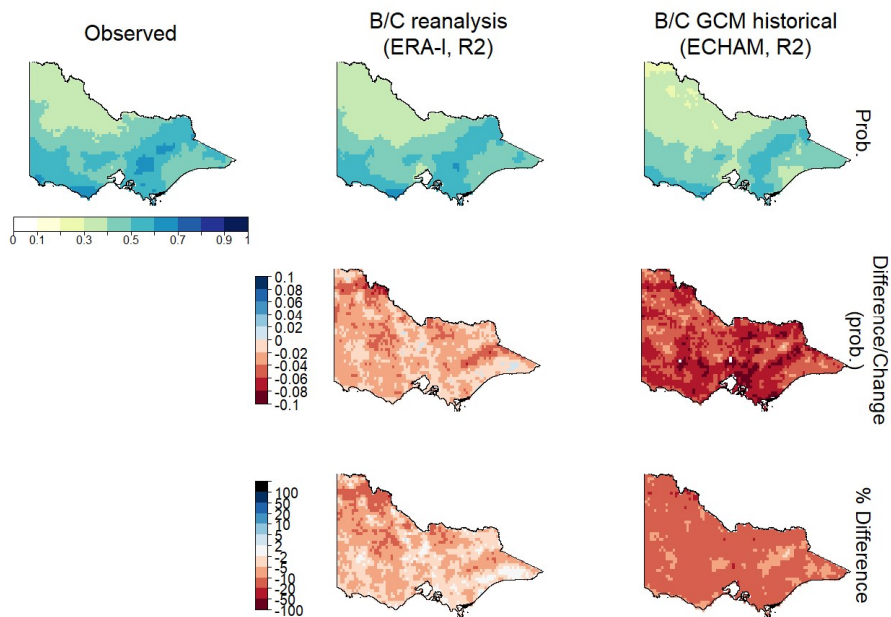 Observed
B/C reanalysis
(ERA-I, R2)
B/C GCM historical
(ECHAM, R2)
Prob.
0 0.1 0.3 0.5 0.7 0.9 1
0.1
0.08
0.06
0.04
0.02
0
-0.02
-0.04
-0.06
-0.08
-0.1
Difference/Change
(prob.)
100
50
20
10
5
2
-2
-5
-10
-20
-50
-100
% Difference